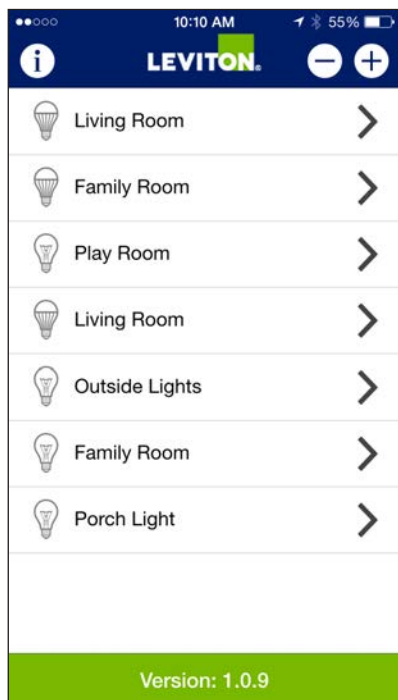 10:10 AM 55%
i LEVITON®
Living Room
Family Room
Play Room
Living Room
Outside Lights
Family Room
Porch Light
Version: 1.0.9